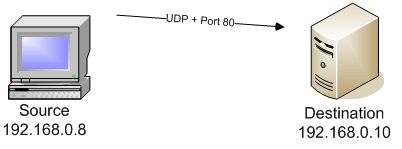 UDP + Port 80
Source
192.168.0.8
Destination
192.168.0.10